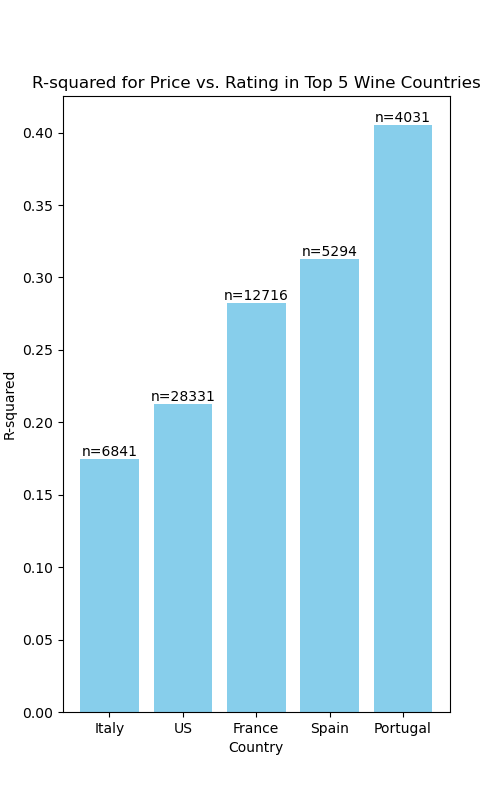 R-squared for Price vs. Rating in Top 5 Wine Countries
0.40
0.35
0.30
0.25
0.20
0.15
0.10
0.05
0.00
R-squared
n=6841
n=28331
n=12716
n=5294
n=4031
Italy US France Spain Portugal
Country